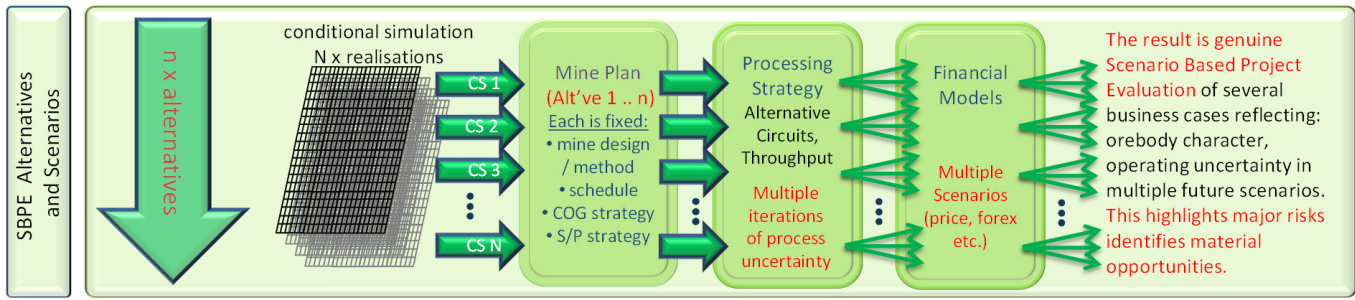 SBPE Alternatives
and Scenarios
n x alternatives
conditional simulation
N x realisations
CS 1
CS 2
CS 3
CS N
Mine Plan
(Alt've 1 .. n)
Each is fixed:
• mine design
/ method
• schedule
• COG strategy
• S/P strategy
Processing
Strategy
Alternative
Circuits,
Throughput
Multiple
iterations
of process
uncertainty
Financial
Models
Multiple
Scenarios
(price, forex
etc.)
The result is genuine
Scenario Based Project
Evaluation of several
business cases reflecting:
orebody character,
operating uncertainty in
multiple future scenarios.
This highlights major risks
identifies material
opportunities.